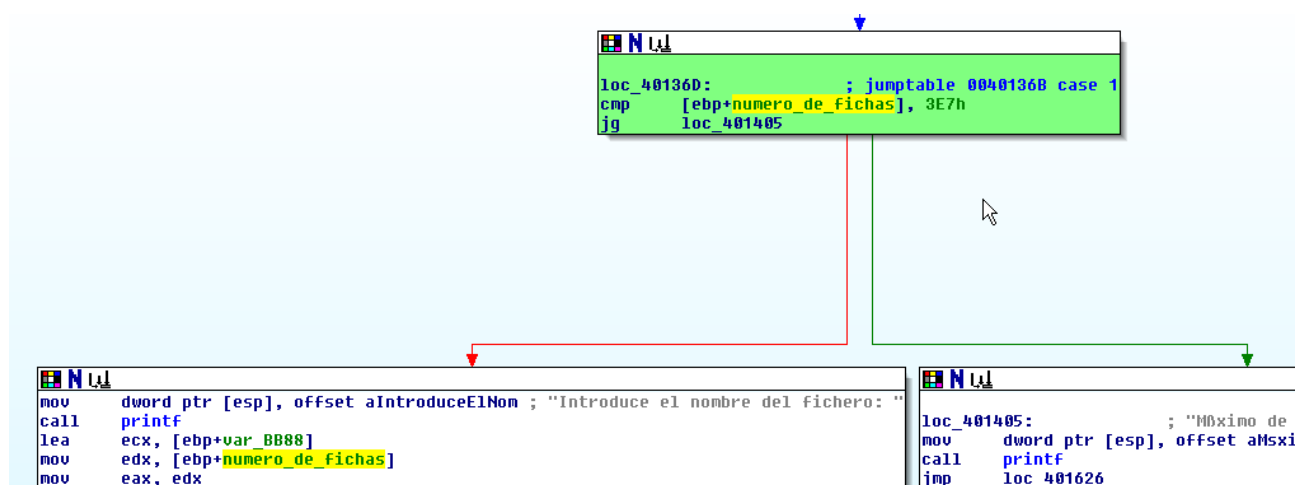 loc_40136D: ; jumptable 0040136B case 1
cmp [ebp+numero_de_fichas], 3E7h
jg loc_401405
mov dword ptr [esp], offset aIntroduceElNom ; "Introduce el nombre del fichero: "
call printf
lea ecx, [ebp+var_BB88]
mov edx, [ebp+numero_de_fichas]
mov eax, edx
loc_401405: ; "Mßximo de
mov dword ptr [esp], offset aMsxi
call printf
jmp loc_401626